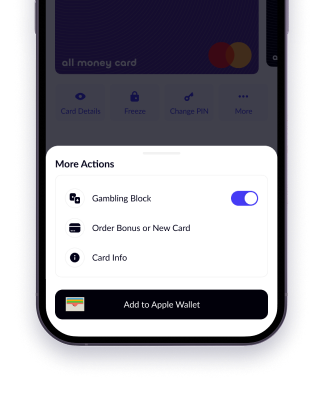 all money card
Card Details
Freeze
Change PIN
More
More Actions
Gambling Block
Order Bonus or New Card
Card Info
Add to Apple Wallet